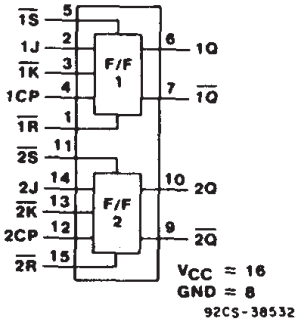 1S̅ 5
1J 2
1K̅ 3
1CP 4
1R̅ 1
F/F
1
6 1Q
7 1Q̅
2S̅ 11
2J 14
2K̅ 13
2CP 12
2R̅ 15
F/F
2
10 2Q
9 2Q̅
VCC = 16
GND = 8
92CS-38532